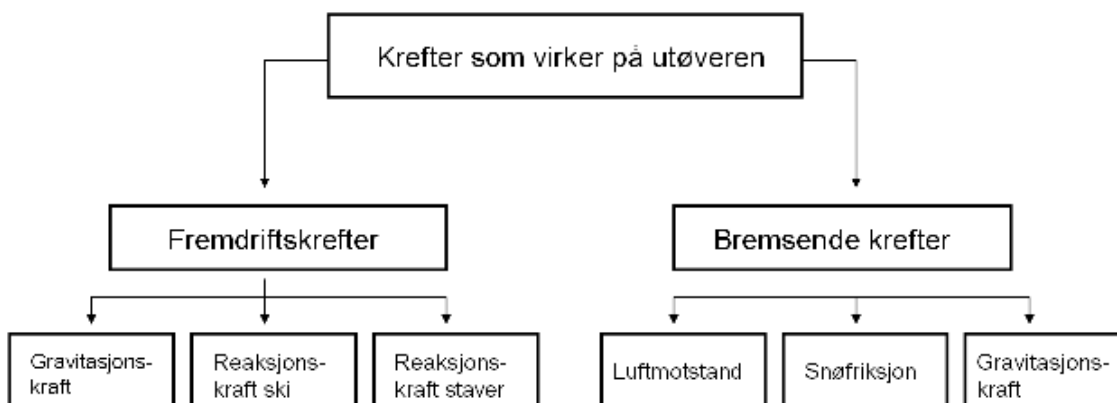 Krefter som virker på utøveren
Fremdriftskrefter
Bremsende krefter
Gravitasjons-
kraft
Reaksjons-
kraft ski
Reaksjons-
kraft staver
Luftmotstand
Snøfriksjon
Gravitasjons-
kraft